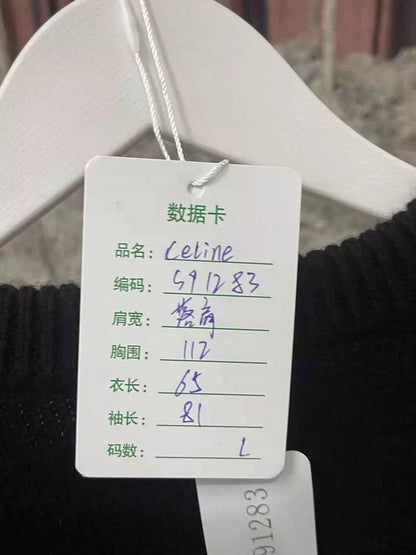 数据卡
品名：Celine
编码：S91283
肩宽：落肩
胸围：112
衣长：65
袖长：81
码数：L
91283